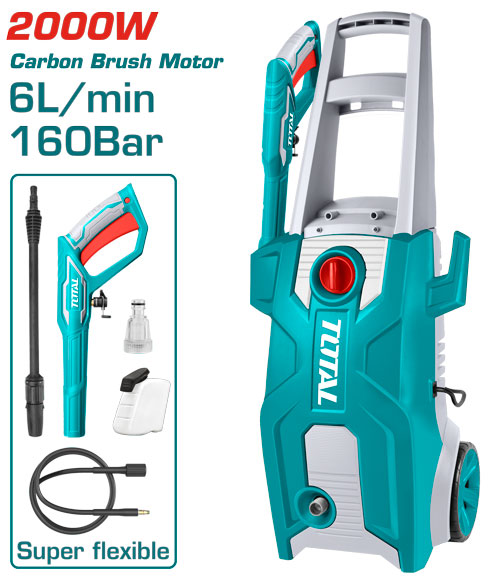 2000W
Carbon Brush Motor
6L/min
160Bar
TOTAL
TOTAL
TOTAL
Super flexible